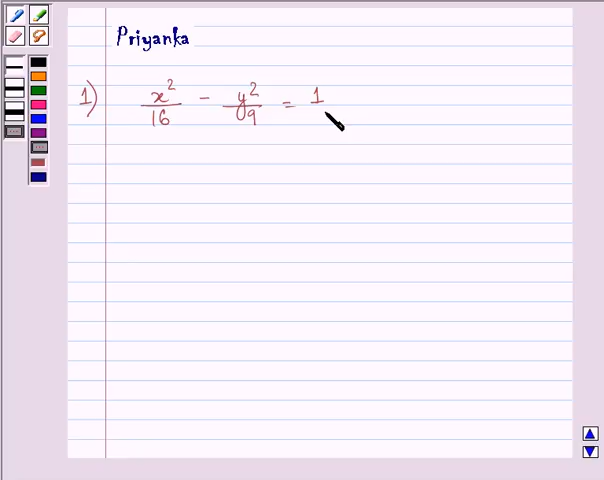 Priyanka
1) x²/16 - y²/9 = 1